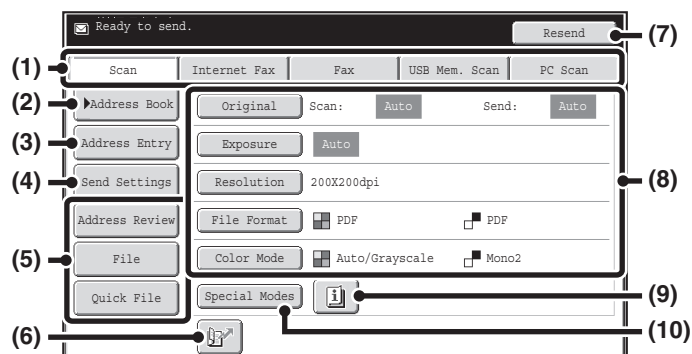 Ready to send.
Resend
(7)
(1)
Scan
Internet Fax
Fax
USB Mem. Scan
PC Scan
(2)
Address Book
Original
Scan:
Auto
Send:
Auto
(3)
Address Entry
Exposure
Auto
(4)
Send Settings
Resolution
200X200dpi
(8)
Address Review
File Format
PDF
PDF
(5)
File
Color Mode
Auto/Grayscale
Mono2
Quick File
Special Modes
(9)
(6)
(10)